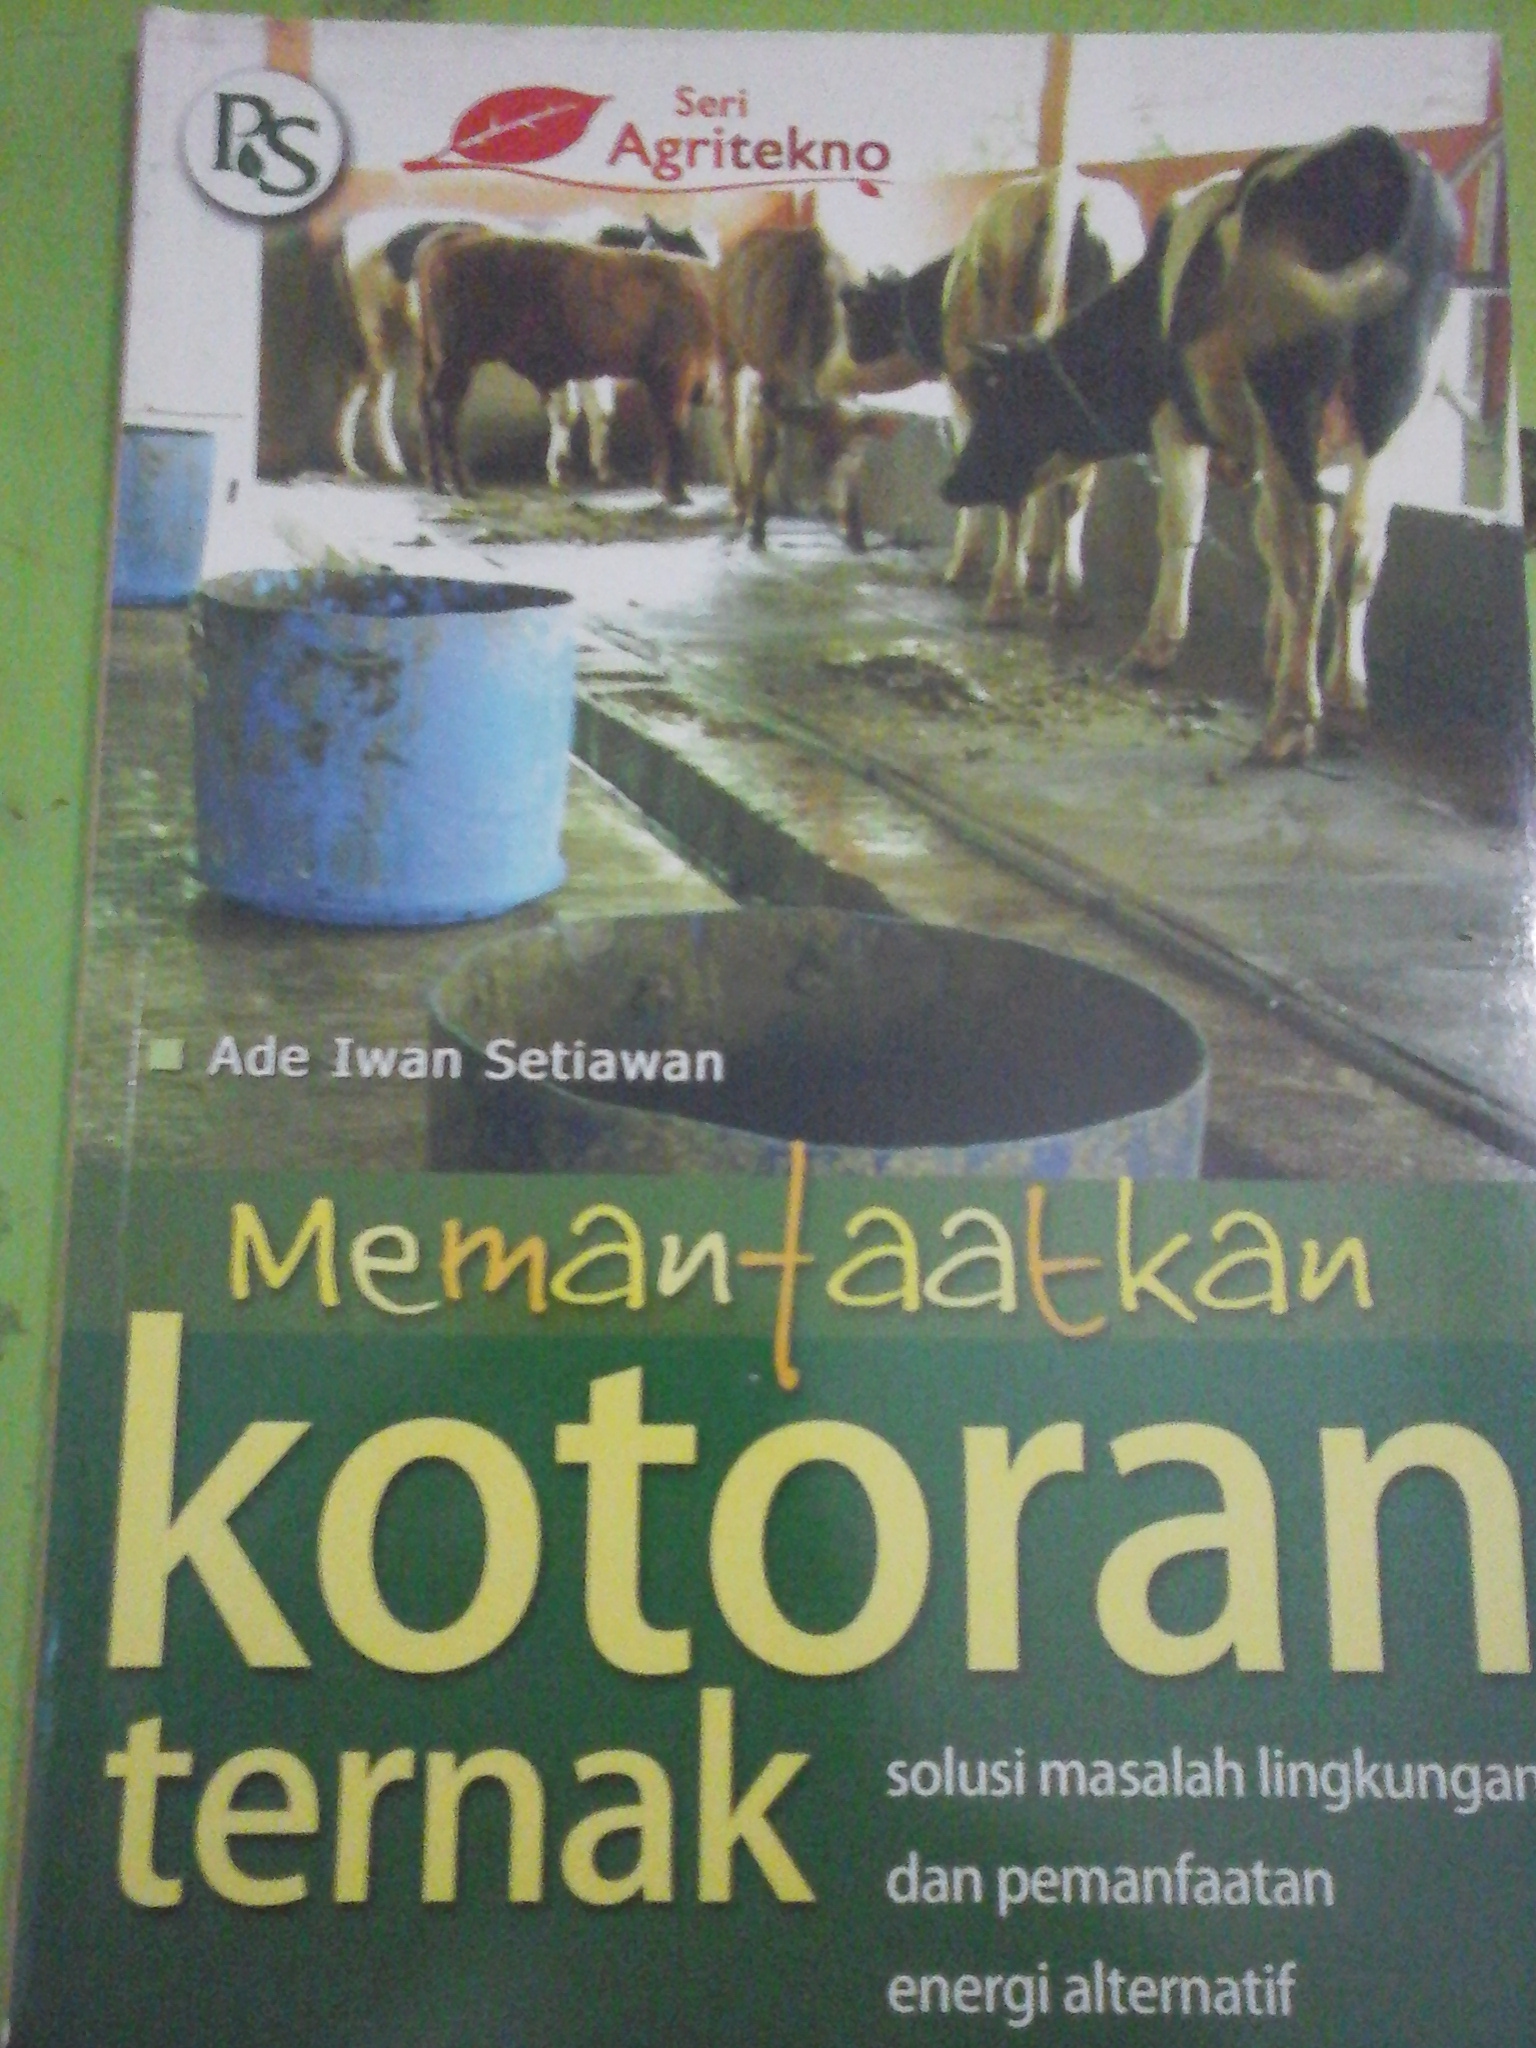 PS
Seri
Agritekno
Ade Iwan Setiawan
Memanfaatkan
kotoran
ternak
solusi masalah lingkungan
dan pemanfaatan
energi alternatif